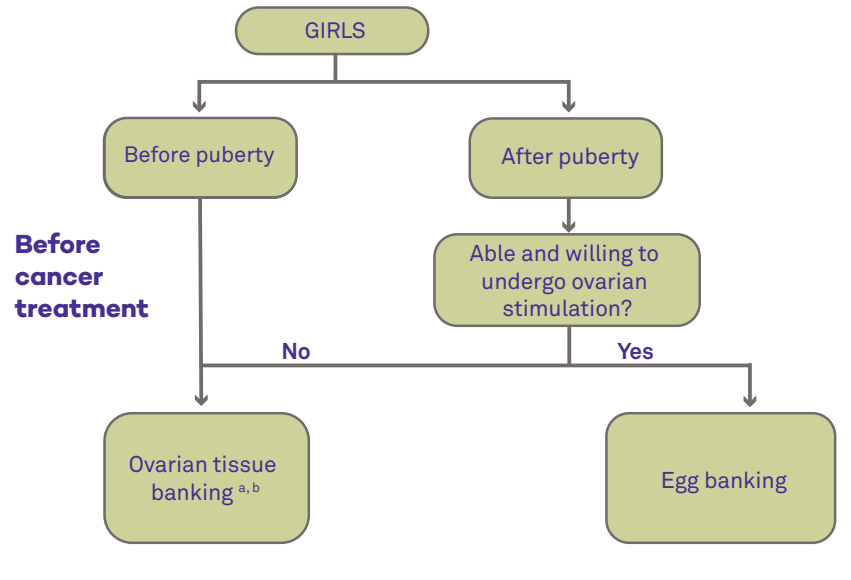 GIRLS
Before puberty
After puberty
Before
cancer
treatment
Able and willing to
undergo ovarian
stimulation?
No
Yes
Ovarian tissue
banking a, b
Egg banking